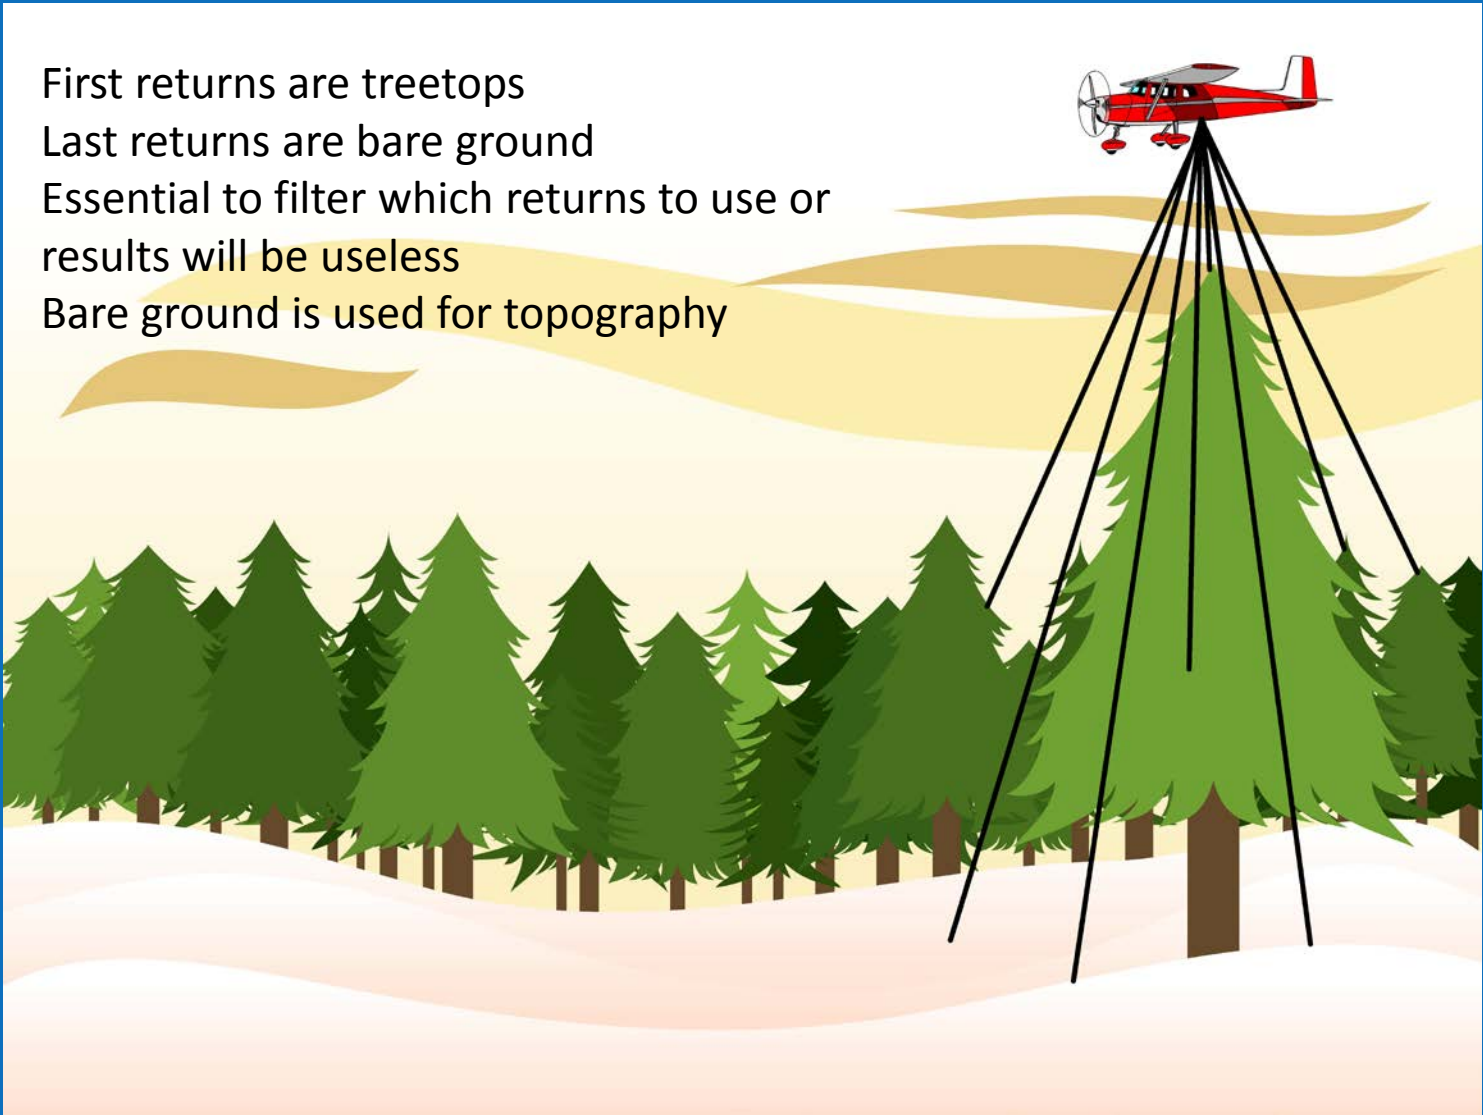 First returns are treetops
Last returns are bare ground
Essential to filter which returns to use or
results will be useless
Bare ground is used for topography